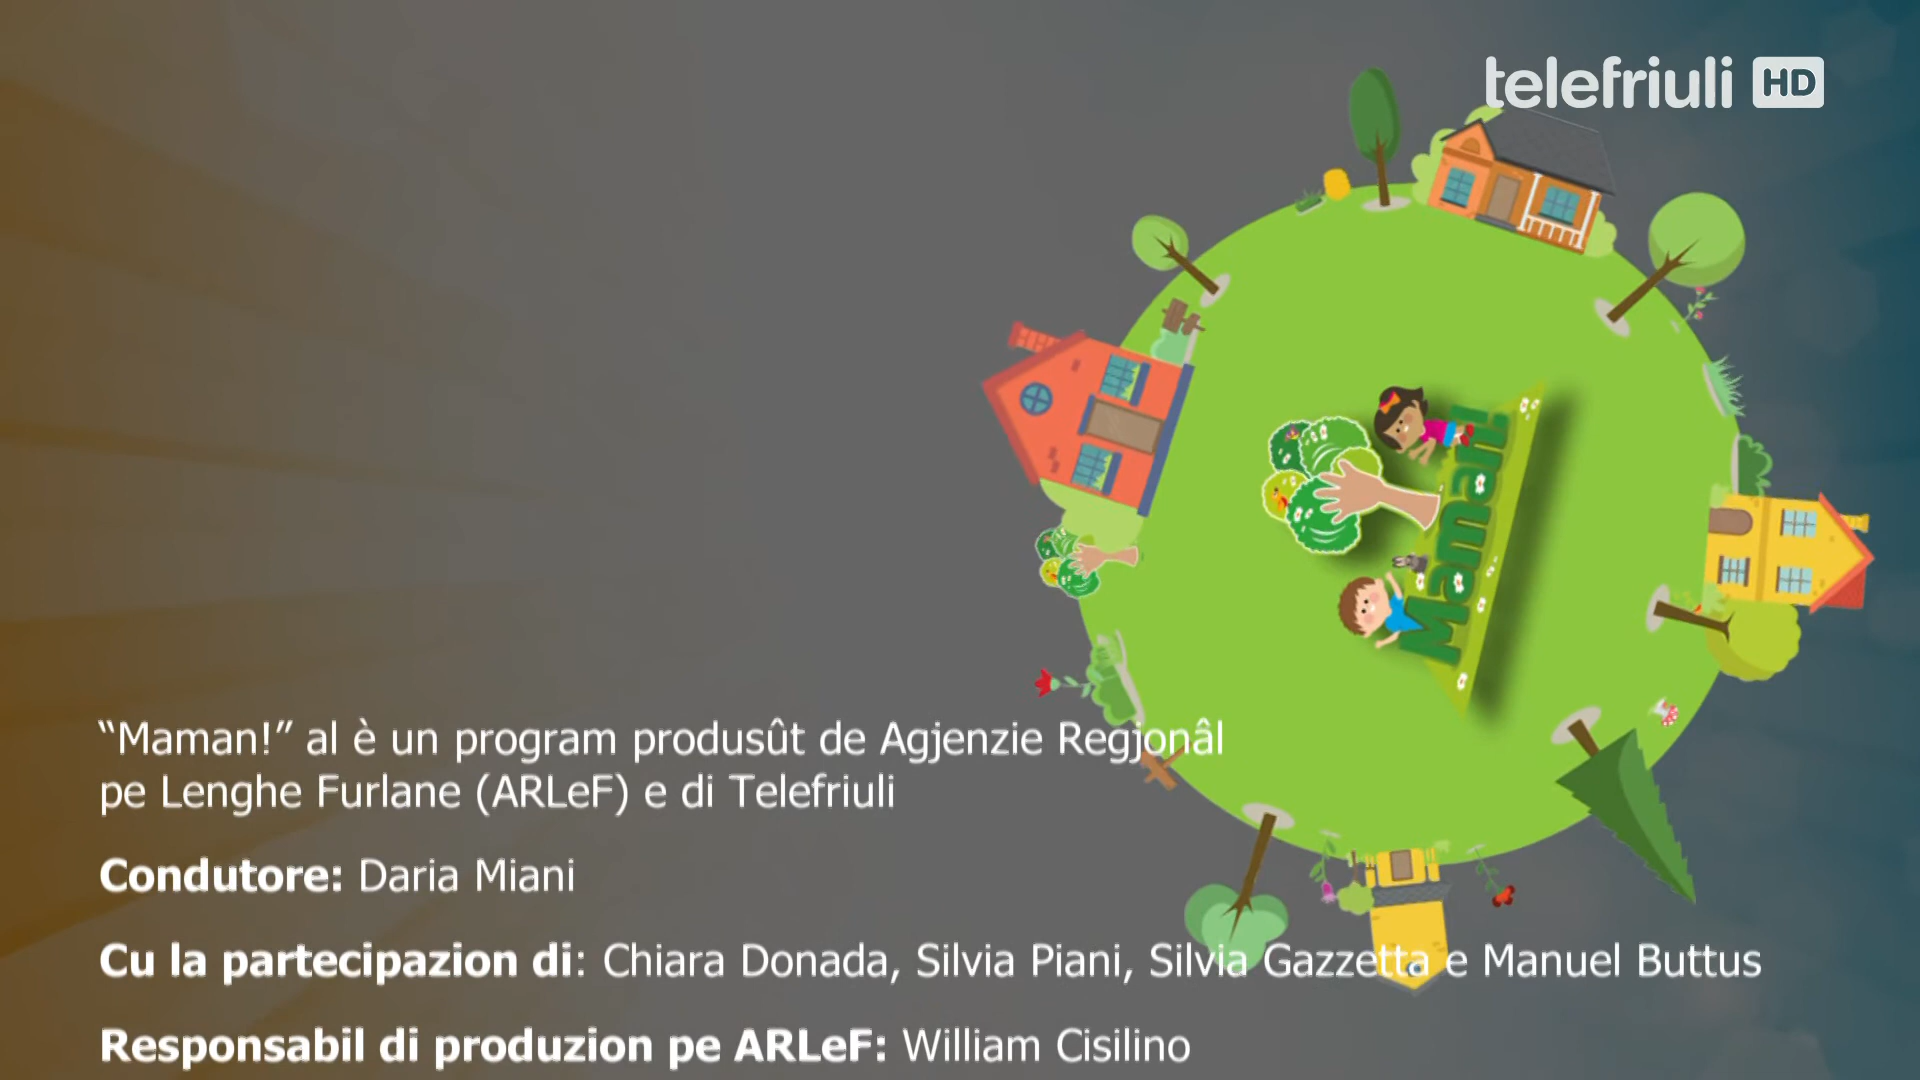 telefriuli HD
Maman!
“Maman!” al è un program produsût de Agjenzie Regjonâl
pe Lenghe Furlane (ARLeF) e di Telefriuli
Condutore: Daria Miani
Cu la partecipazion di: Chiara Donada, Silvia Piani, Silvia Gazzetta e Manuel Buttus
Responsabil di produzion pe ARLeF: William Cisilino